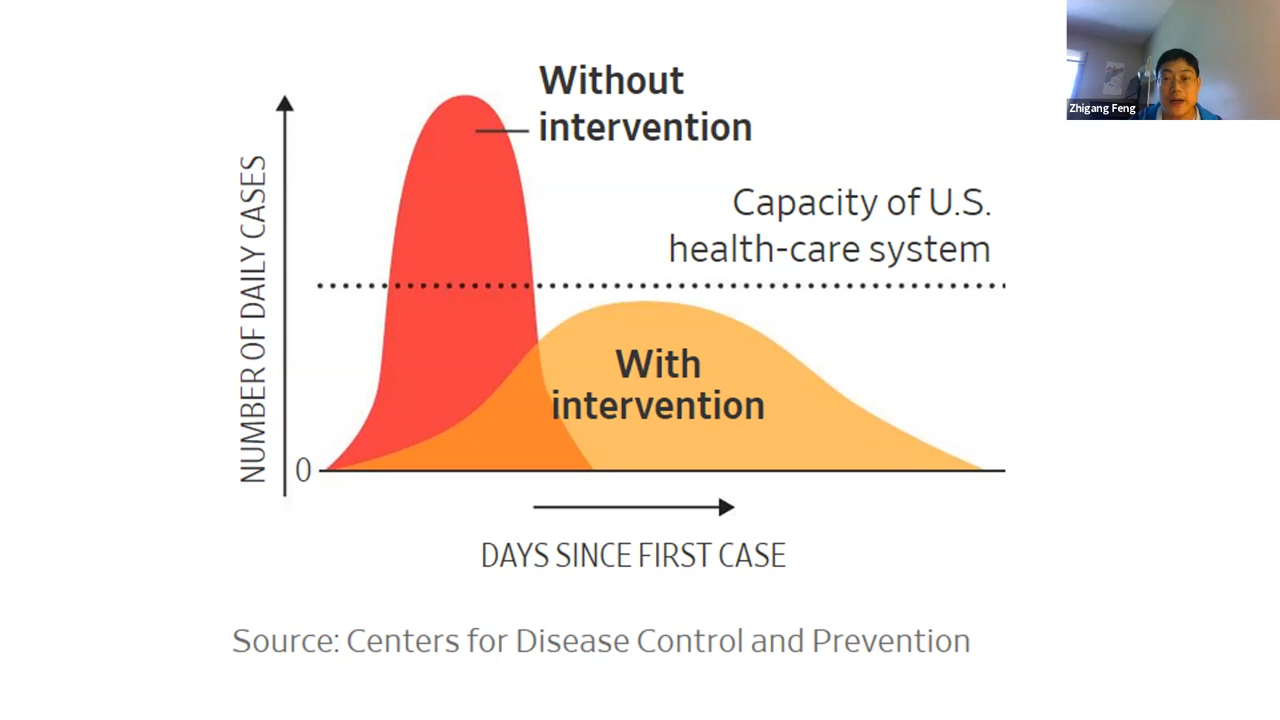 Without
intervention
Zhigang Feng
Capacity of U.S.
health-care system
NUMBER OF DAILY CASES
With
intervention
0
DAYS SINCE FIRST CASE
Source: Centers for Disease Control and Prevention